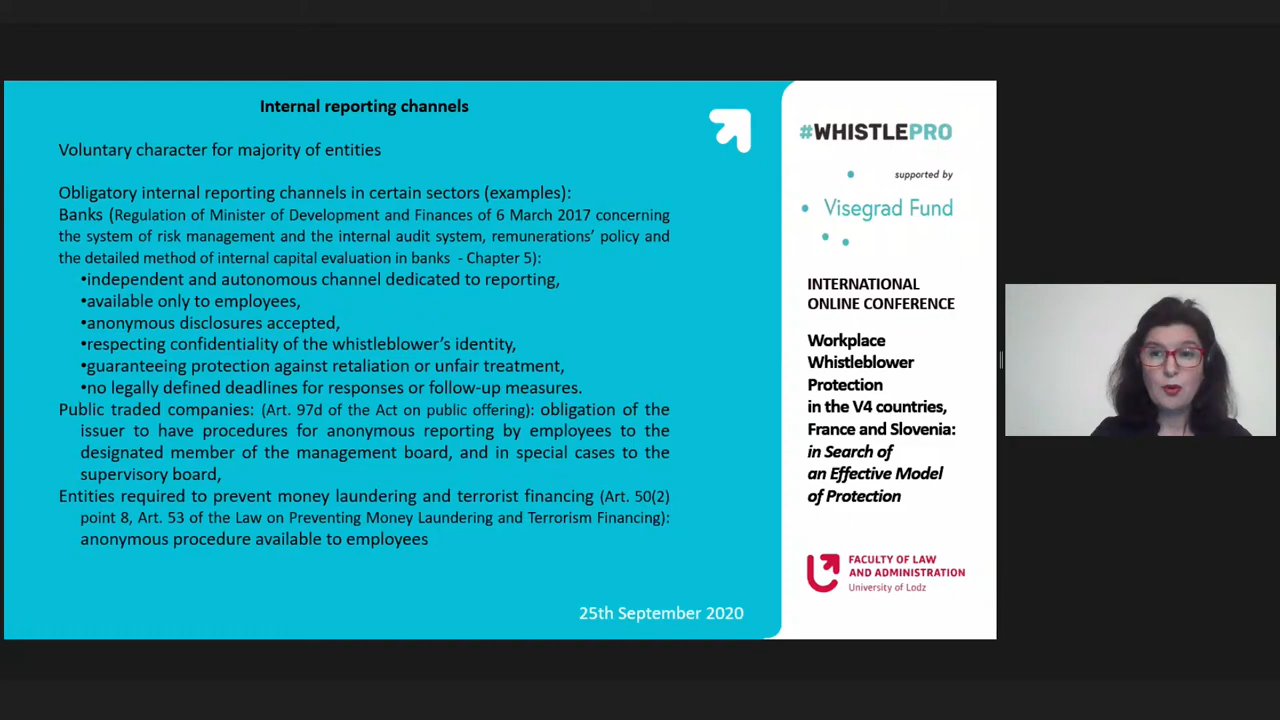 Internal reporting channels
Voluntary character for majority of entities
Obligatory internal reporting channels in certain sectors (examples):
Banks (Regulation of Minister of Development and Finances of 6 March 2017 concerning
the system of risk management and the internal audit system, remunerations' policy and
the detailed method of internal capital evaluation in banks - Chapter 5):
•independent and autonomous channel dedicated to reporting,
•available only to employees,
•anonymous disclosures accepted,
•respecting confidentiality of the whistleblower's identity,
•guaranteeing protection against retaliation or unfair treatment,
•no legally defined deadlines for responses or follow-up measures.
Public traded companies: (Art. 97d of the Act on public offering): obligation of the
issuer to have procedures for anonymous reporting by employees to the
designated member of the management board, and in special cases to the
supervisory board,
Entities required to prevent money laundering and terrorist financing (Art. 50(2)
point 8, Art. 53 of the Law on Preventing Money Laundering and Terrorism Financing):
anonymous procedure available to employees
25th September 2020
#WHISTLEPRO
supported by
Visegrad Fund
INTERNATIONAL
ONLINE CONFERENCE
Workplace
Whistleblower
Protection
in the V4 countries,
France and Slovenia:
in Search of
an Effective Model
of Protection
FACULTY OF LAW
AND ADMINISTRATION
University of Lodz